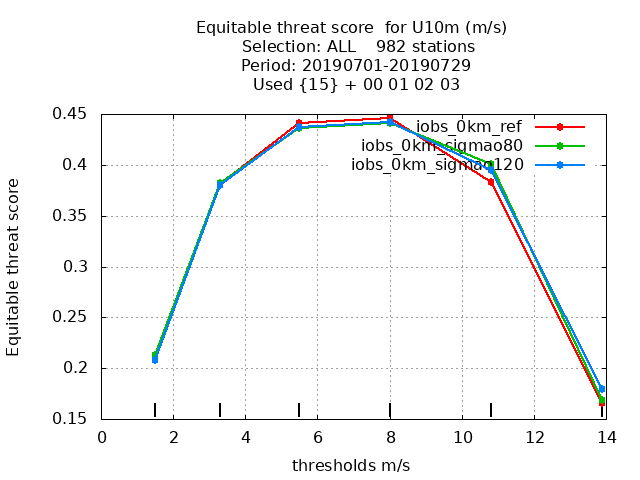 Equitable threat score for U10m (m/s)
Selection: ALL 982 stations
Period: 20190701-20190729
Used {15} + 00 01 02 03
0.45
0.4
0.35
0.3
0.25
0.2
0.15
Equitable threat score
iobs_0km_ref
iobs_0km_sigmao80
iobs_0km_sigmao120
0 2 4 6 8 10 12 14
thresholds m/s